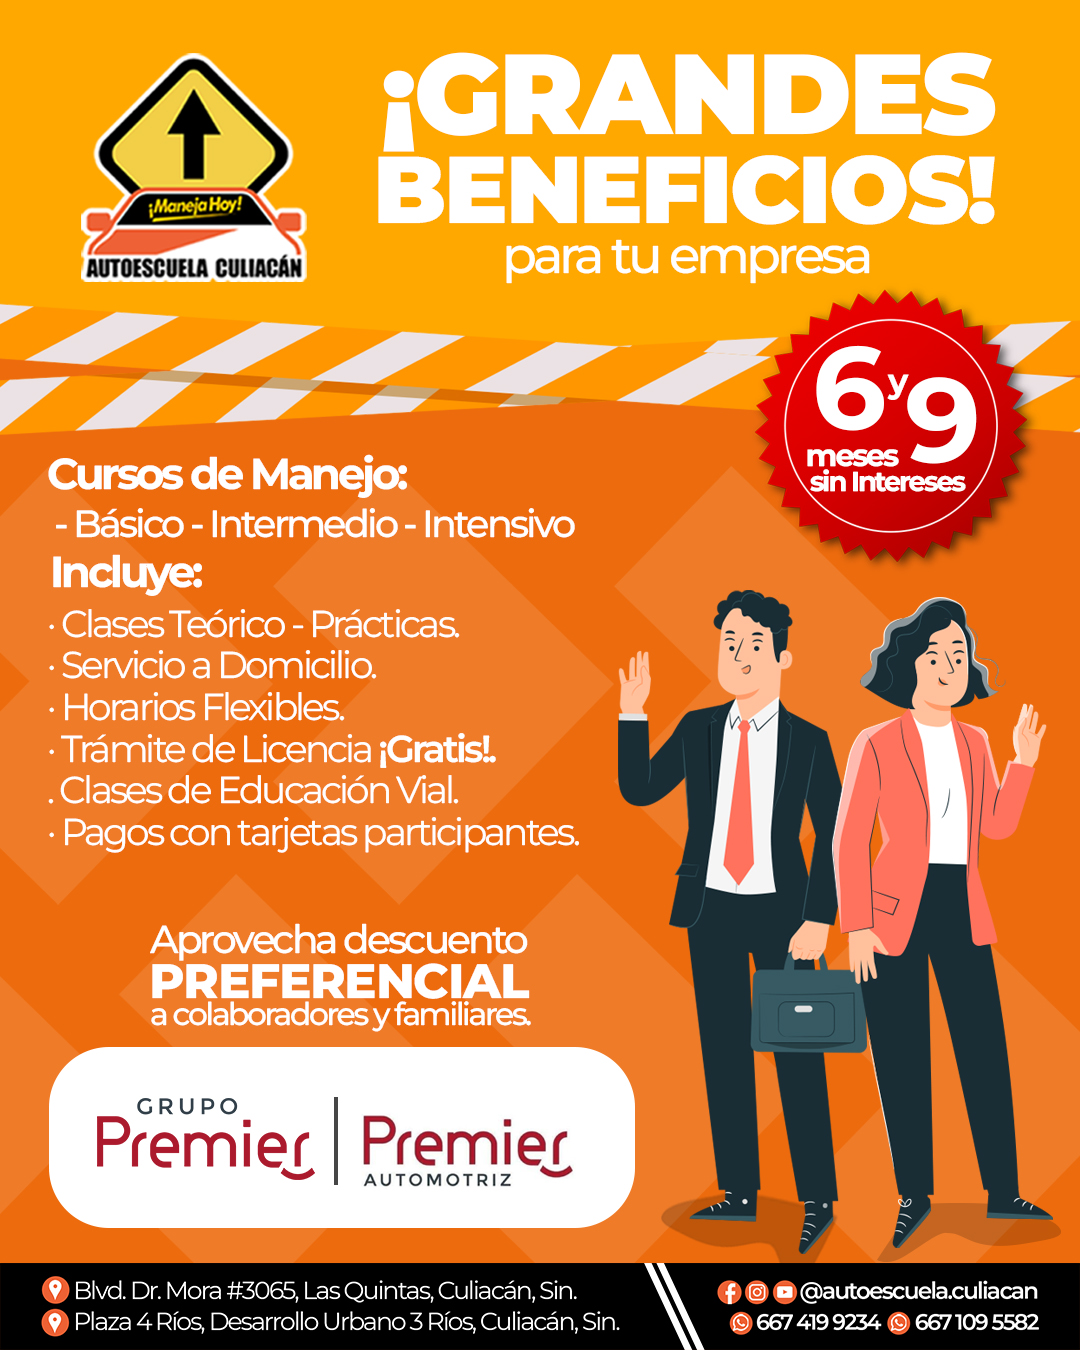 ¡Maneja Hoy!
AUTOESCUELA CULIACÁN
¡GRANDES
BENEFICIOS!
para tu empresa
6 y 9
meses
sin Intereses
Cursos de Manejo:
- Básico - Intermedio - Intensivo
Incluye:
· Clases Teórico - Prácticas.
· Servicio a Domicilio.
· Horarios Flexibles.
· Trámite de Licencia ¡Gratis!.
. Clases de Educación Vial.
· Pagos con tarjetas participantes.
Aprovecha descuento
PREFERENCIAL
a colaboradores y familiares.
GRUPO
Premier
Premier
AUTOMOTRIZ
Blvd. Dr. Mora #3065, Las Quintas, Culiacán, Sin.
Plaza 4 Ríos, Desarrollo Urbano 3 Ríos, Culiacán, Sin.
@autoescuela.culiacan
667 419 9234 667 109 5582